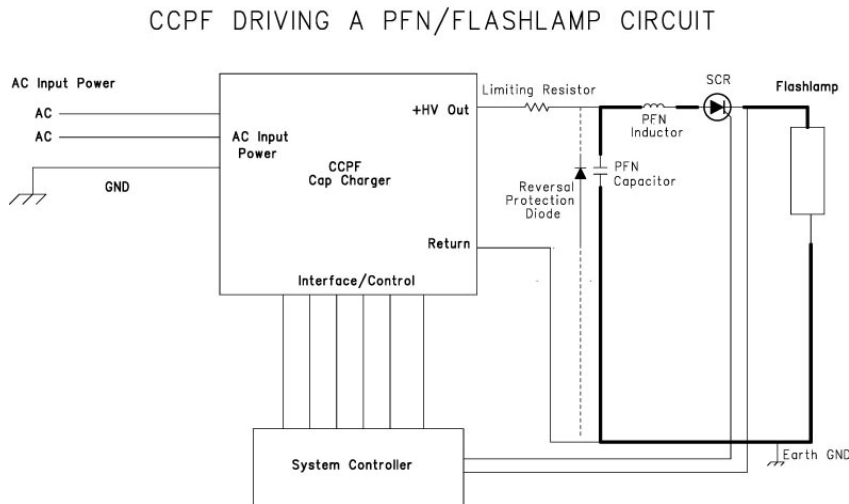 CCPF DRIVING A PFN/FLASHLAMP CIRCUIT
AC Input Power
AC
AC
GND
AC Input
Power
CCPF
Cap Charger
+HV Out
Return
Interface/Control
Limiting Resistor
PFN
Inductor
SCR
Flashlamp
PFN
Capacitor
Reversal
Protection
Diode
System Controller
Earth GND